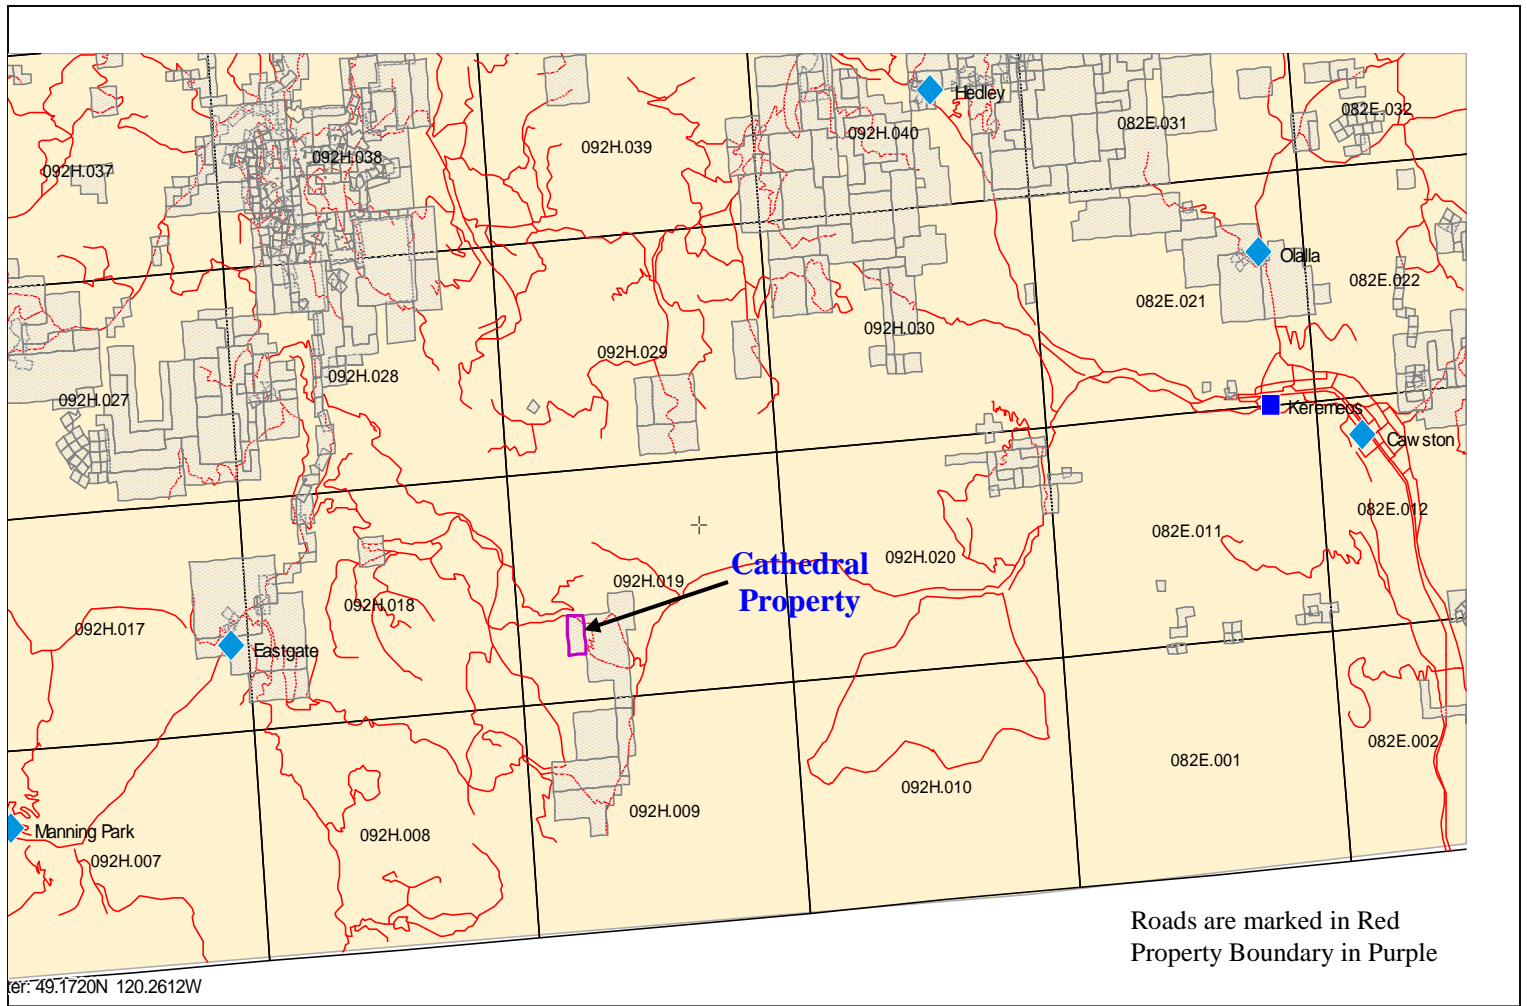 Hedley
082E.032
082E.031
092H.040
092H.039
092H.038
092H.037
Olalla
082E.022
082E.021
092H.030
092H.029
092H.028
092H.027
Keremeos
Cawston
082E.012
082E.011
092H.020
Cathedral
Property
092H.019
092H.018
092H.017
Eastgate
082E.002
082E.001
092H.010
092H.009
092H.008
Manning Park
092H.007
Roads are marked in Red
Property Boundary in Purple
ter: 49.1720N 120.2612W